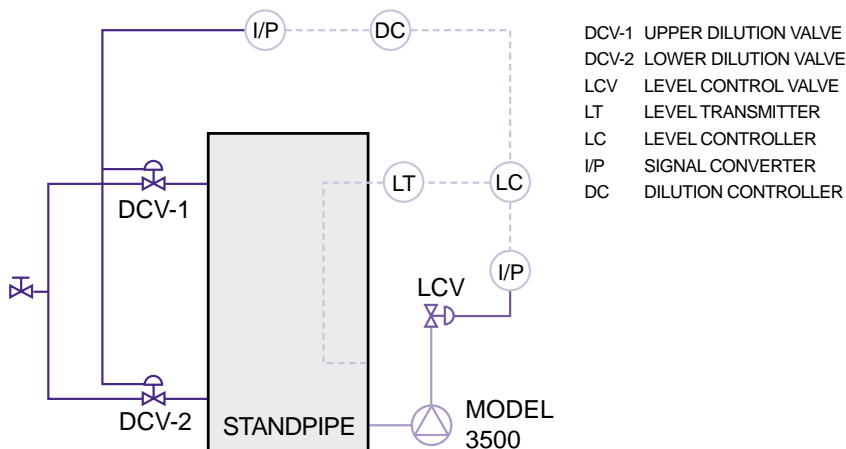 I/P
DC
DCV-1 UPPER DILUTION VALVE
DCV-2 LOWER DILUTION VALVE
LCV LEVEL CONTROL VALVE
LT LEVEL TRANSMITTER
LC LEVEL CONTROLLER
I/P SIGNAL CONVERTER
DC DILUTION CONTROLLER
LT
LC
DCV-1
I/P
LCV
DCV-2
STANDPIPE
MODEL
3500